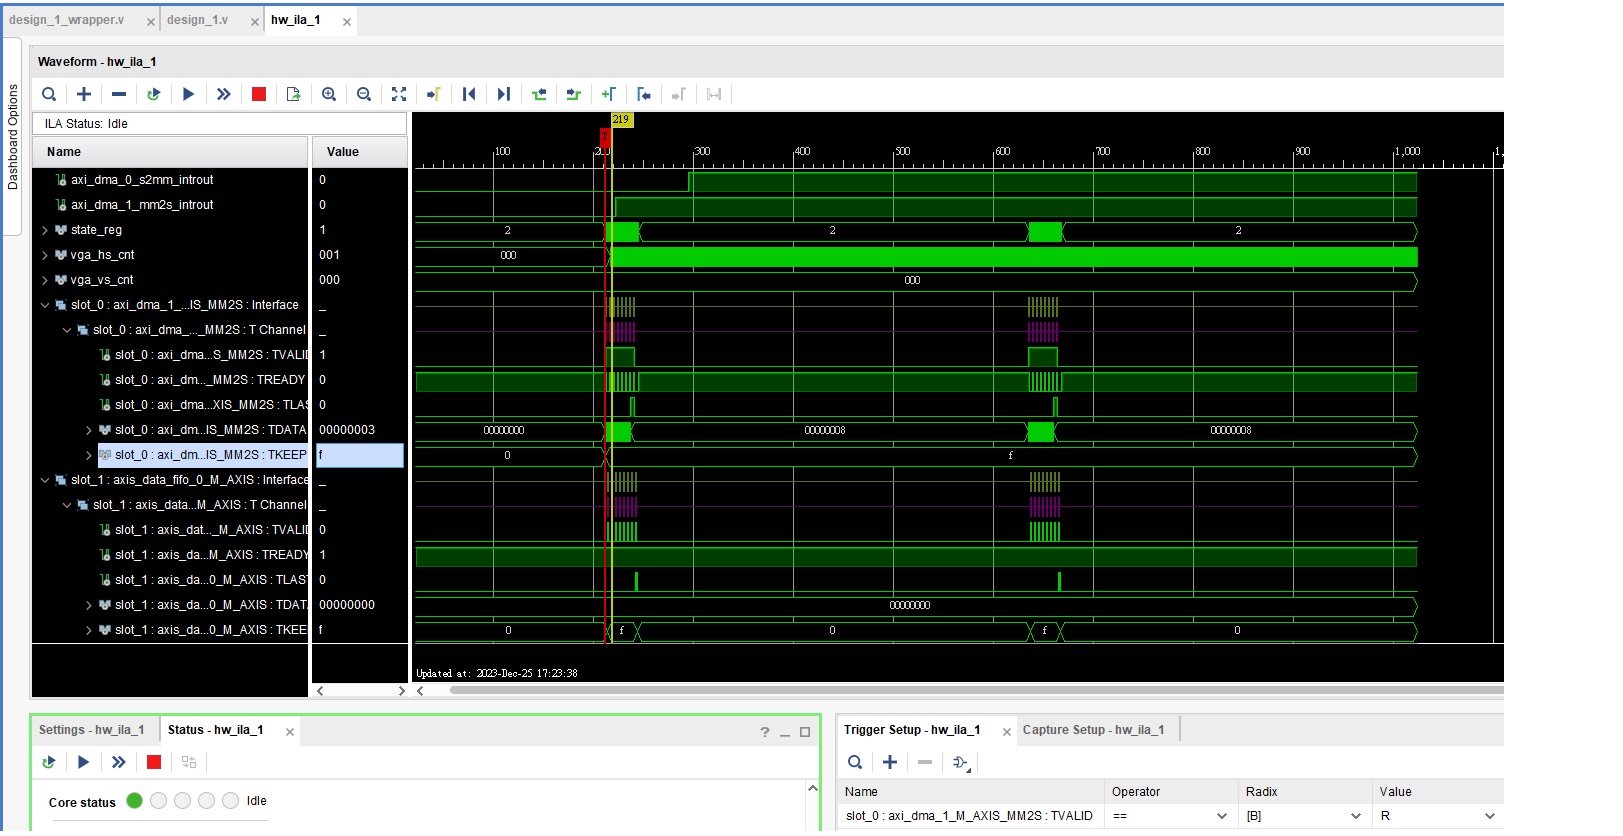 design_1_wrapper.v × design_1.v × hw_ila_1 ×
Dashboard Options
Waveform - hw_ila_1
ILA Status: Idle
Name Value
219
T
100 300 400 500 600 700 800 900 1,000
axi_dma_0_s2mm_introut 0
axi_dma_1_mm2s_introut 0
state_reg 1 2 2 2
vga_hs_cnt 001 000
vga_vs_cnt 000 000
slot_0 : axi_dma_1_...IS_MM2S : Interface _
slot_0 : axi_dma_..._MM2S : T Channel _
slot_0 : axi_dma...S_MM2S : TVALID 1
slot_0 : axi_dm..._MM2S : TREADY 0
slot_0 : axi_dma...XIS_MM2S : TLAS 0
slot_0 : axi_dm...IS_MM2S : TDATA 00000003 00000000 00000008 00000008
slot_0 : axi_dm...IS_MM2S : TKEEP f 0 f
slot_1 : axis_data_fifo_0_M_AXIS : Interface _
slot_1 : axis_data...M_AXIS : T Channel _
slot_1 : axis_dat..._M_AXIS : TVALID 0
slot_1 : axis_da...M_AXIS : TREADY 1
slot_1 : axis_da...0_M_AXIS : TLAS 0
slot_1 : axis_da...0_M_AXIS : TDAT 00000000 00000000
slot_1 : axis_da...0_M_AXIS : TKEE f 0 f 0 f 0
Updated at: 2023-Dec-25 17:23:38
Settings - hw_ila_1 Status - hw_ila_1 × ?
Core status Idle
Trigger Setup - hw_ila_1 × Capture Setup - hw_ila_1
Name Operator Radix Value
slot_0 : axi_dma_1_M_AXIS_MM2S : TVALID == [B] R